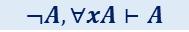 ¬A, ∀xA ⊢ A